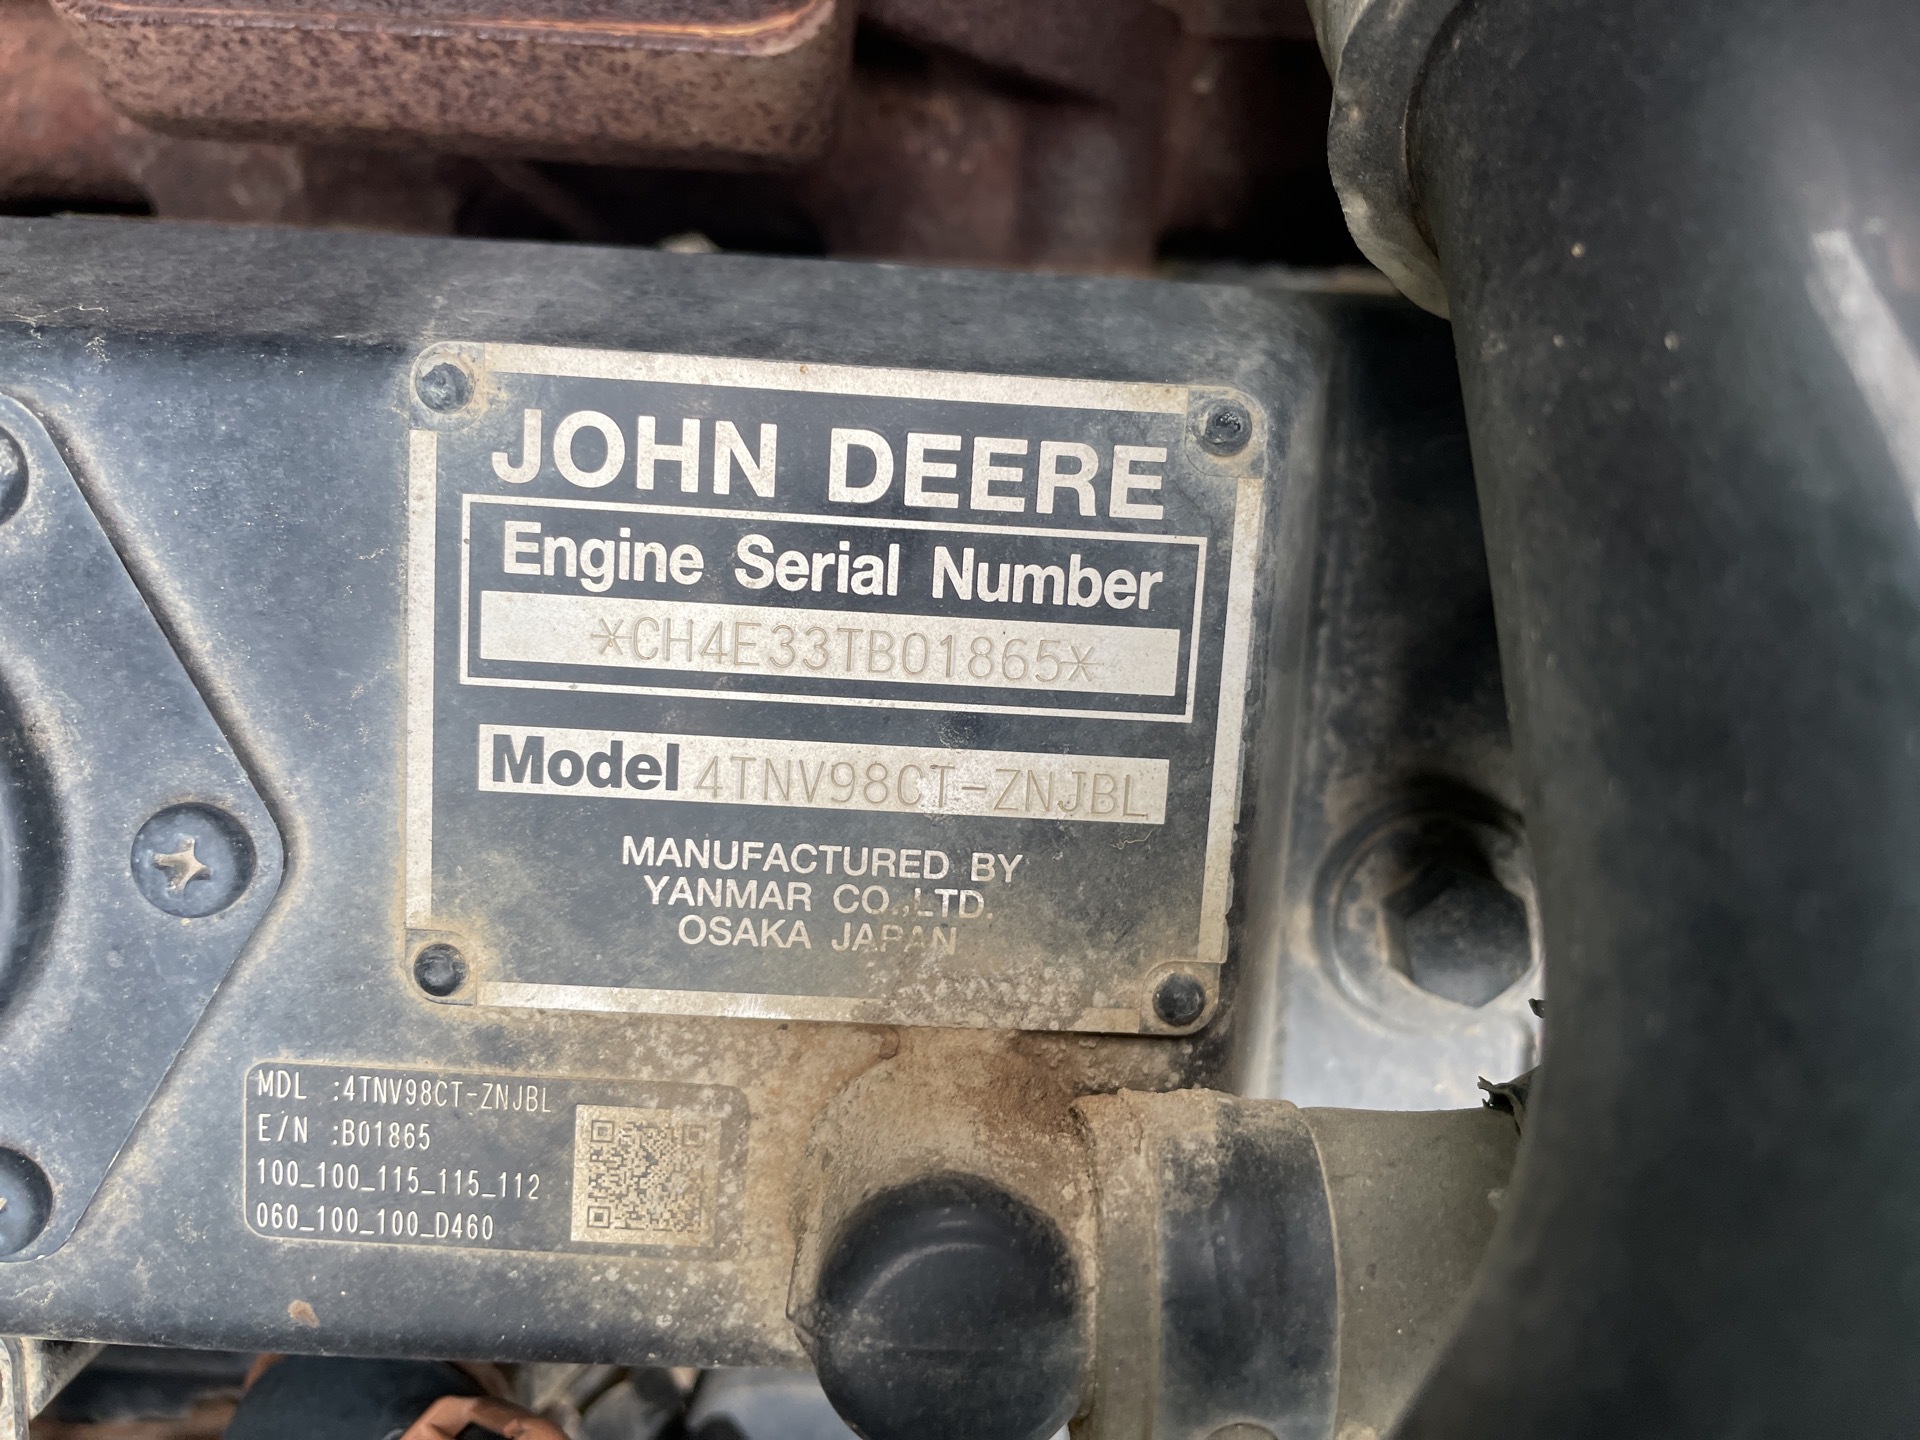 JOHN DEERE
Engine Serial Number
*CH4E33TB01865*
Model 4TNV98CT-ZNJBL
MANUFACTURED BY
YANMAR CO.,LTD.
OSAKA JAPAN
MDL :4TNV98CT-ZNJBL
E/N :B01865
100_100_115_115_112
060_100_100_D460